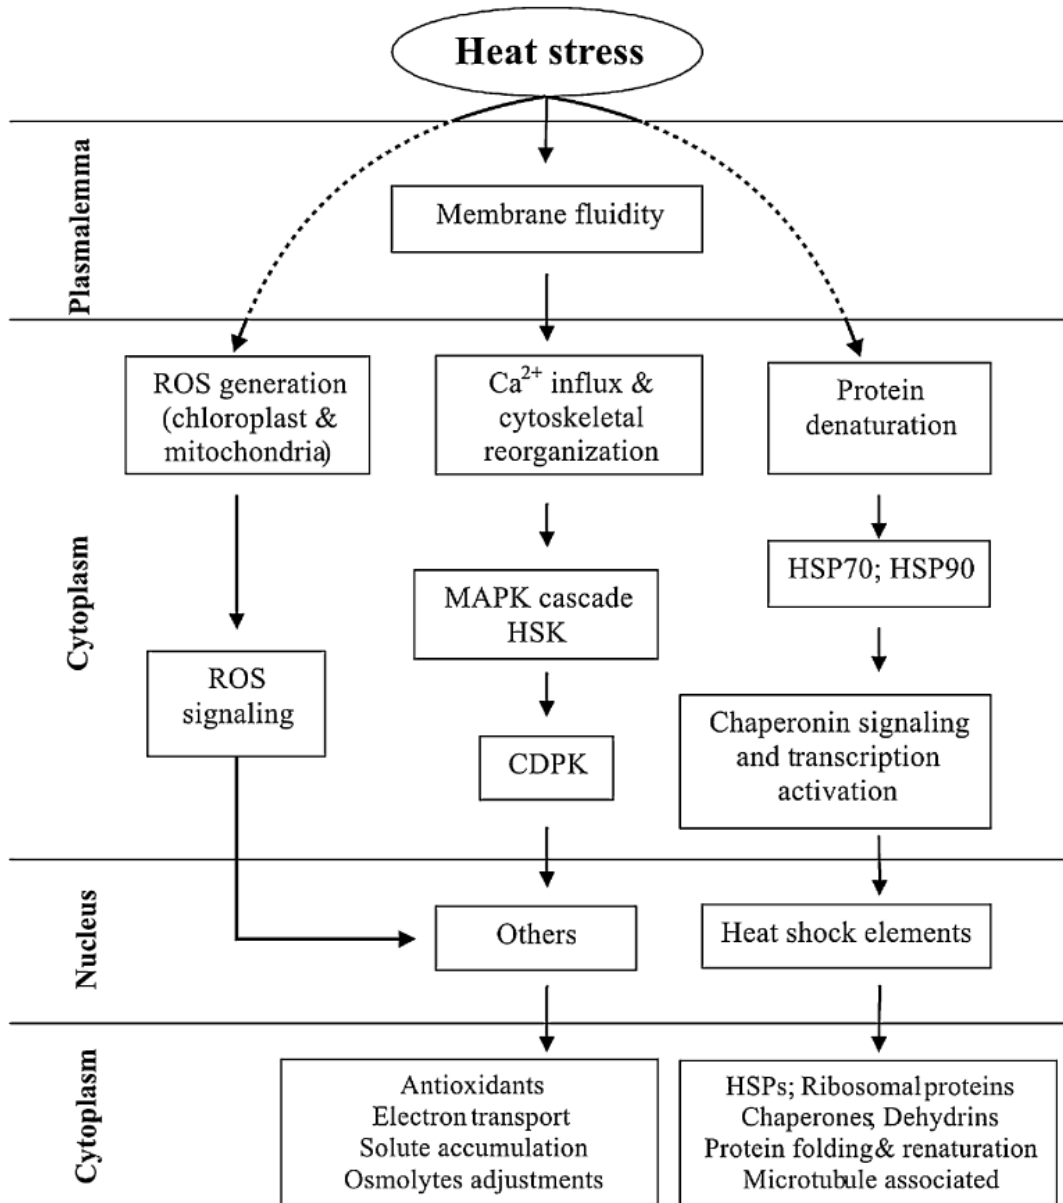 Heat stress
Plasmalemma
Membrane fluidity
Cytoplasm
ROS generation
(chloroplast &
mitochondria)
Ca²⁺ influx &
cytoskeletal
reorganization
Protein
denaturation
HSP70; HSP90
MAPK cascade
HSK
ROS
signaling
Chaperonin signaling
and transcription
activation
CDPK
Nucleus
Others
Heat shock elements
Cytoplasm
Antioxidants
Electron transport
Solute accumulation
Osmolytes adjustments
HSPs; Ribosomal proteins
Chaperones; Dehydrins
Protein folding & renaturation
Microtubule associated